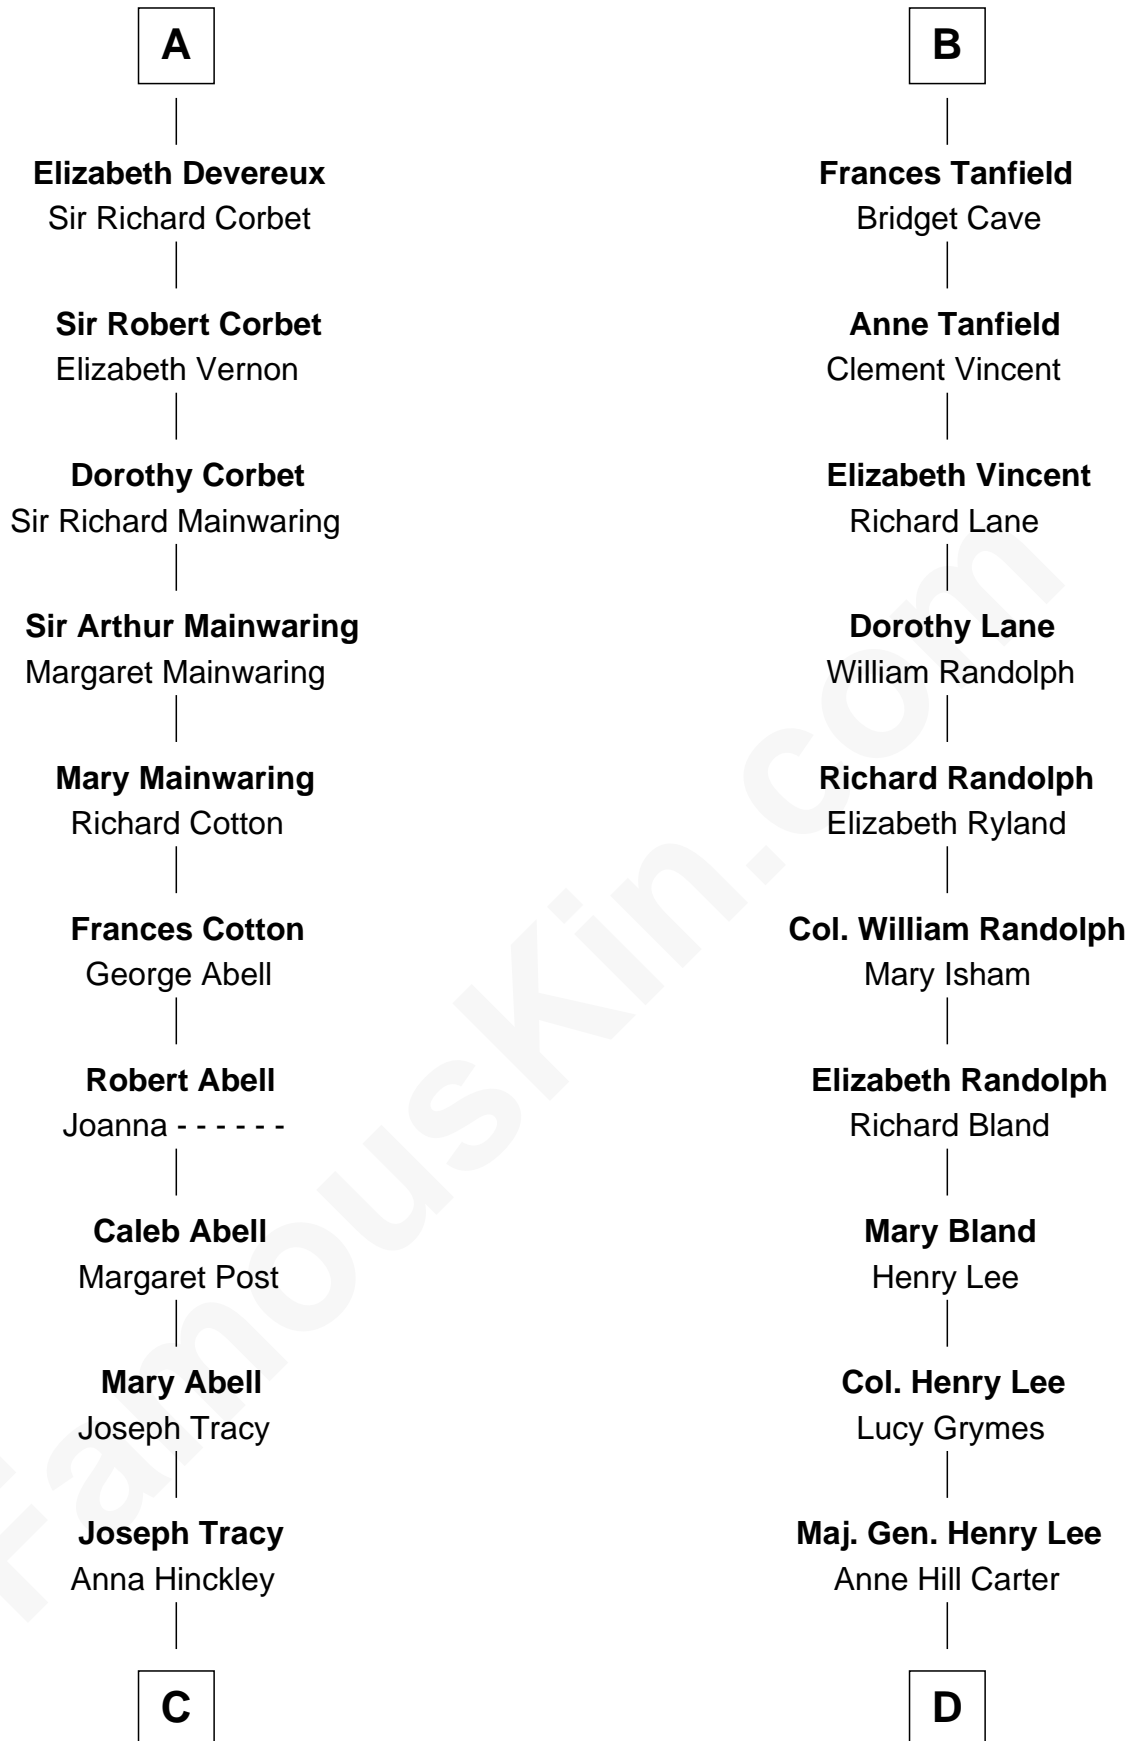 A
Elizabeth Devereux
Sir Richard Corbet
Sir Robert Corbet
Elizabeth Vernon
Dorothy Corbet
Sir Richard Mainwaring
Sir Arthur Mainwaring
Margaret Mainwaring
Mary Mainwaring
Richard Cotton
Frances Cotton
George Abell
Robert Abell
Joanna - - - - - -
Caleb Abell
Margaret Post
Mary Abell
Joseph Tracy
Joseph Tracy
Anna Hinckley
C
B
Frances Tanfield
Bridget Cave
Anne Tanfield
Clement Vincent
Elizabeth Vincent
Richard Lane
Dorothy Lane
William Randolph
Richard Randolph
Elizabeth Ryland
Col. William Randolph
Mary Isham
Elizabeth Randolph
Richard Bland
Mary Bland
Henry Lee
Col. Henry Lee
Lucy Grymes
Maj. Gen. Henry Lee
Anne Hill Carter
D
FamousKin.com